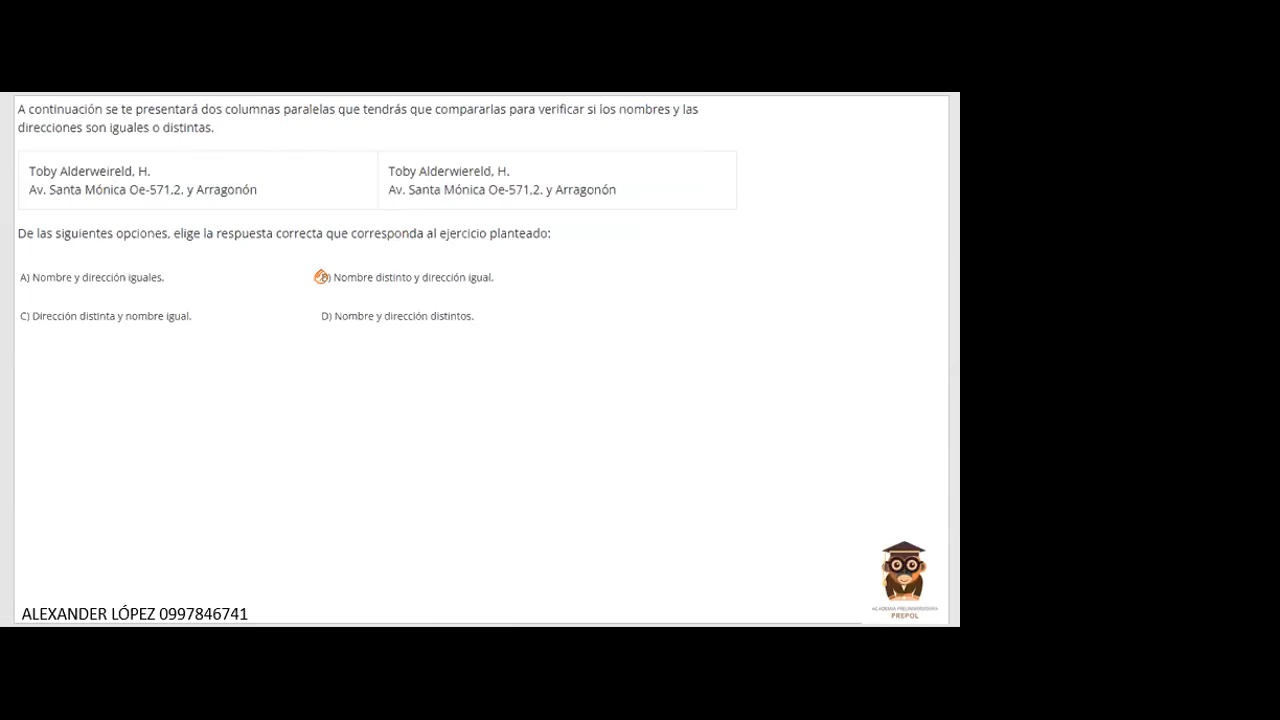 A continuación se te presentará dos columnas paralelas que tendrás que compararlas para verificar si los nombres y las
direcciones son iguales o distintas.
Toby Alderweireld, H.
Av. Santa Mónica Oe-571,2. y Arragonón
Toby Alderwiereld, H.
Av. Santa Mónica Oe-571,2. y Arragonón
De las siguientes opciones, elige la respuesta correcta que corresponda al ejercicio planteado:
A) Nombre y dirección iguales.
B) Nombre distinto y dirección igual.
C) Dirección distinta y nombre igual.
D) Nombre y dirección distintos.
ACADEMIA PREUNIVERSITARIA
PREPOL
ALEXANDER LÓPEZ 0997846741